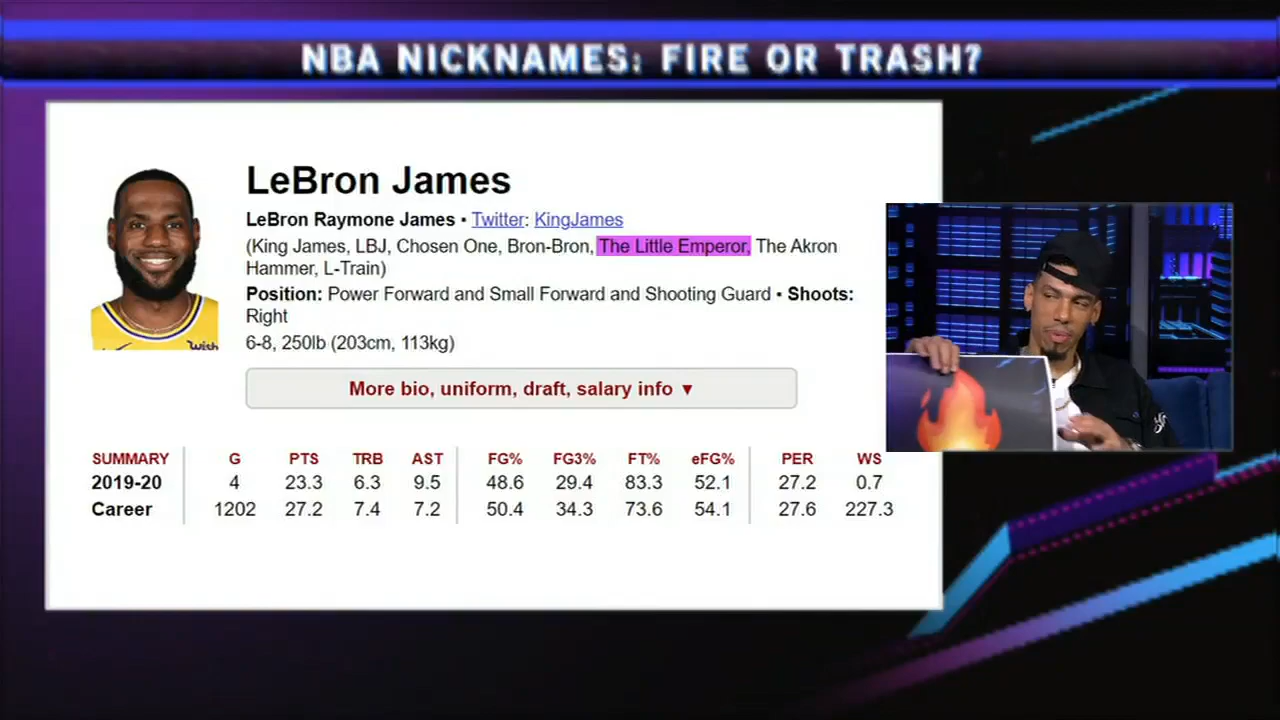 NBA NICKNAMES: FIRE OR TRASH?
LeBron James
LeBron Raymone James • Twitter: KingJames
(King James, LBJ, Chosen One, Bron-Bron, The Little Emperor, The Akron
Hammer, L-Train)
Position: Power Forward and Small Forward and Shooting Guard • Shoots:
Right
6-8, 250lb (203cm, 113kg)
wish
More bio, uniform, draft, salary info ▼
SUMMARY G PTS TRB AST FG% FG3% FT% eFG% PER WS
2019-20 4 23.3 6.3 9.5 48.6 29.4 83.3 52.1 27.2 0.7
Career 1202 27.2 7.4 7.2 50.4 34.3 73.6 54.1 27.6 227.3